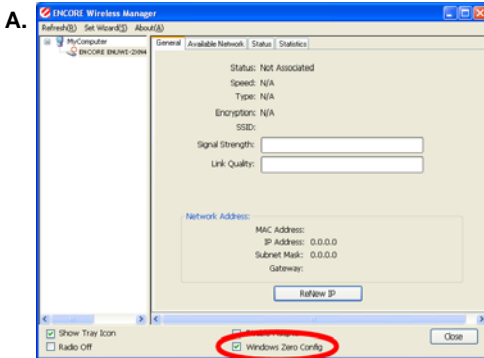 A.
ENCORE Wireless Manager
Refresh(R) Set Wizard(S) About(A)
MyComputer
ENCORE ENUWI-2XN4
General Available Network Status Statistics
Status: Not Associated
Speed: N/A
Type: N/A
Encryption: N/A
SSID:
Signal Strength:
Link Quality:
Network Address:
MAC Address:
IP Address: 0.0.0.0
Subnet Mask: 0.0.0.0
Gateway:
ReNew IP
Show Tray Icon
Radio Off
Windows Zero Config
Close